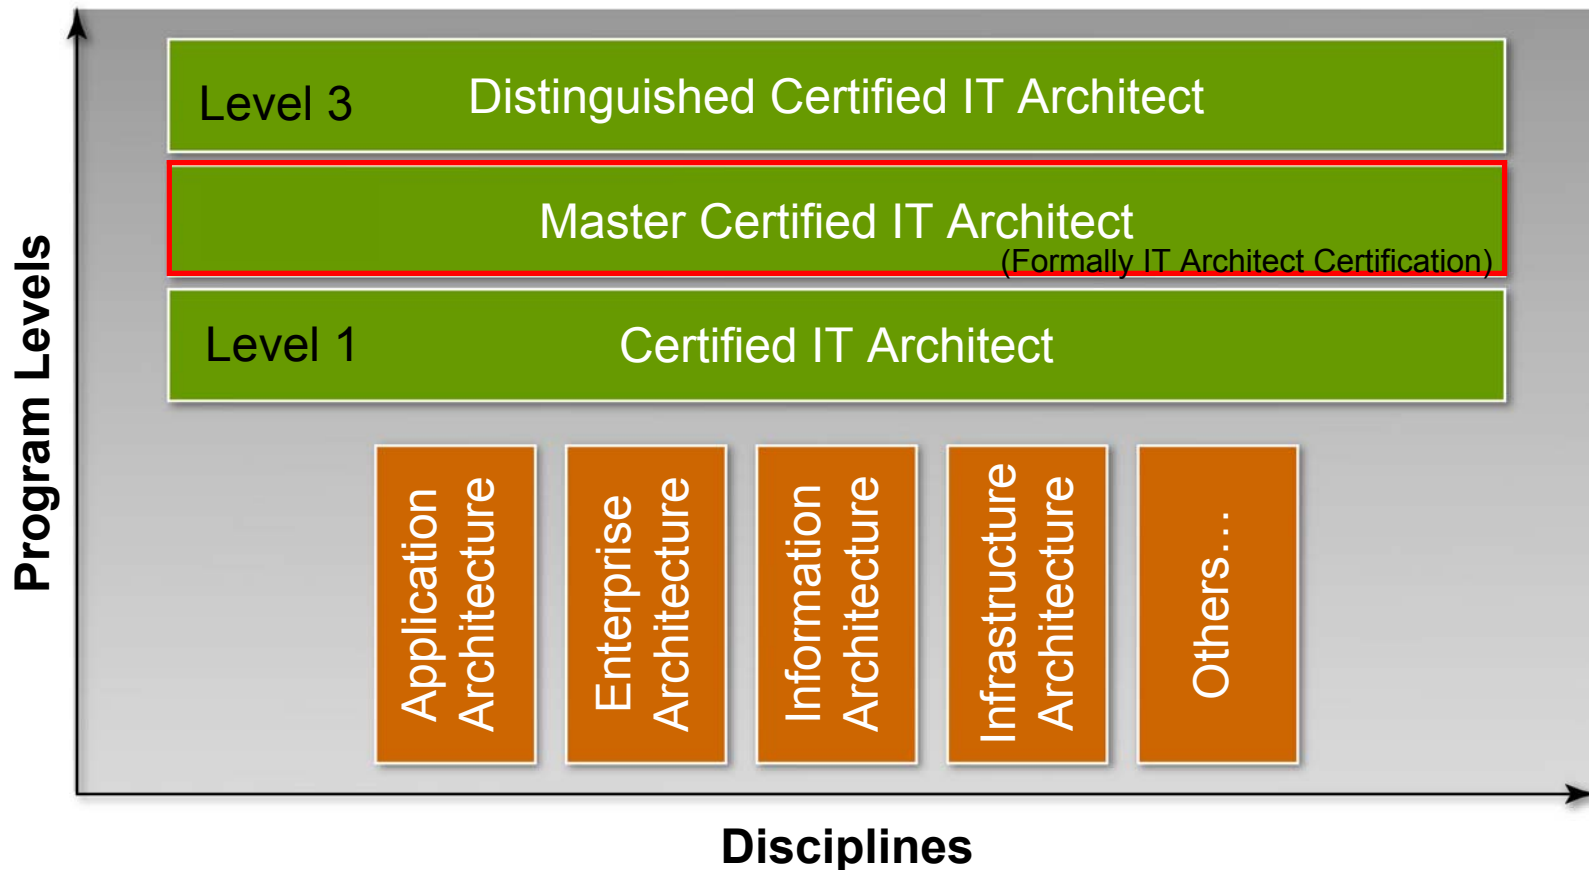 Program Levels
Level 3
Distinguished Certified IT Architect
Master Certified IT Architect
(Formally IT Architect Certification)
Level 1
Certified IT Architect
Application
Architecture
Enterprise
Architecture
Information
Architecture
Infrastructure
Architecture
Others…
Disciplines